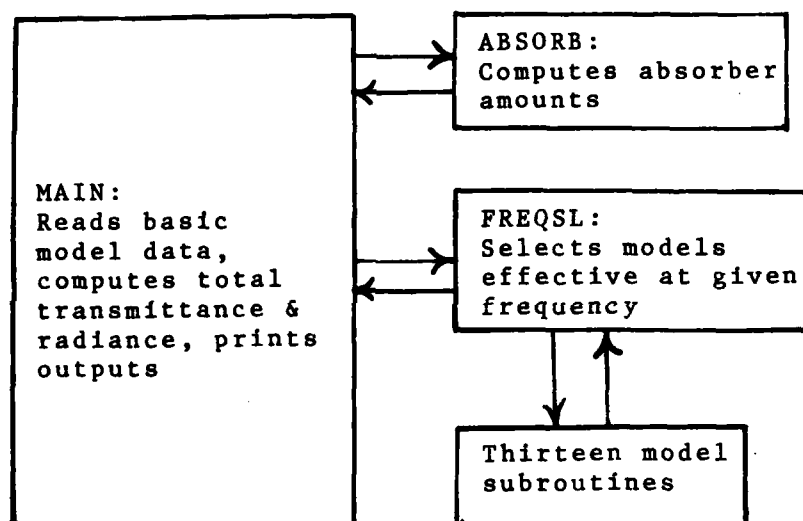 MAIN:
Reads basic
model data,
computes total
transmittance &
radiance, prints
outputs
ABSORB:
Computes absorber
amounts
FREQSL:
Selects models
effective at given
frequency
Thirteen model
subroutines